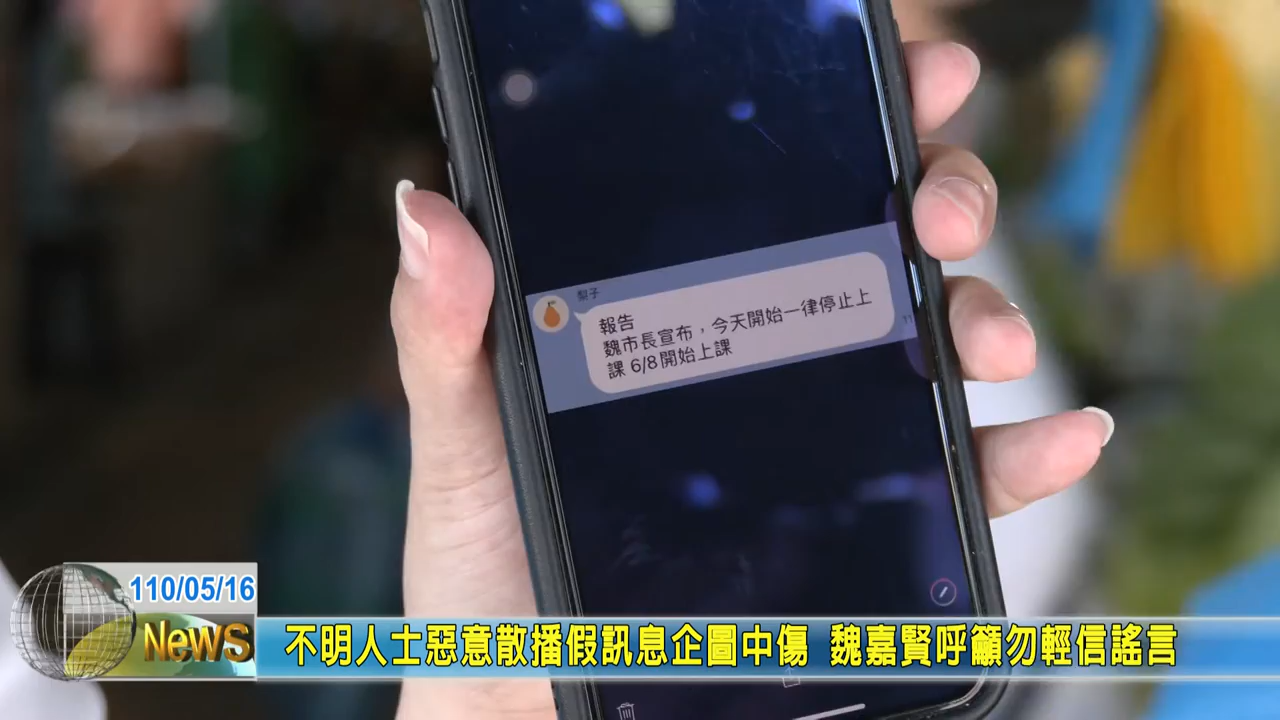 梨子
報告
魏市長宣布，今天開始一律停止上
課 6/8開始上課
110/05/16
News
不明人士惡意散播假訊息企圖中傷 魏嘉賢呼籲勿輕信謠言